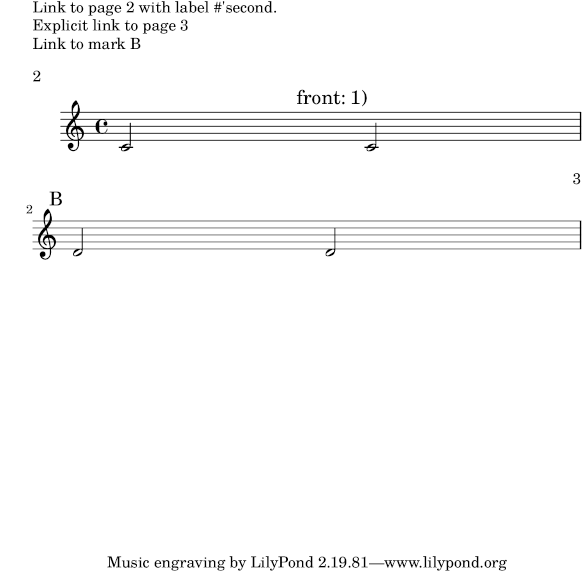 Link to page 2 with label #'second.
Explicit link to page 3
Link to mark B
2
front: 1)
3
B
2
Music engraving by LilyPond 2.19.81—www.lilypond.org